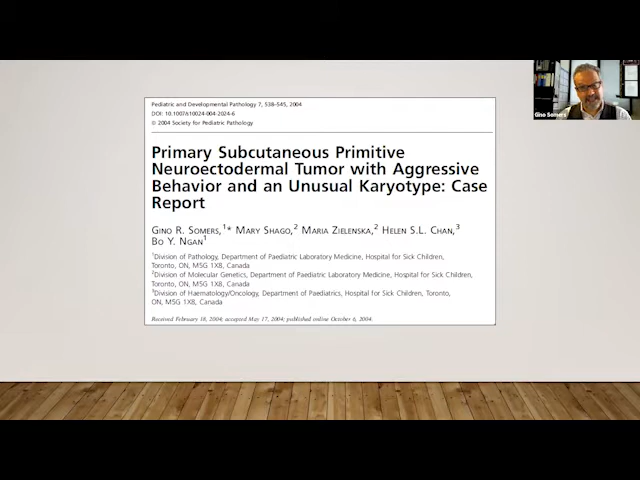 Pediatric and Developmental Pathology 7, 538–545, 2004
DOI: 10.1007/s10024-004-2024-6
© 2004 Society for Pediatric Pathology
Primary Subcutaneous Primitive
Neuroectodermal Tumor with Aggressive
Behavior and an Unusual Karyotype: Case
Report
GINO R. SOMERS,1* MARY SHAGO,2 MARIA ZIELENSKA,2 HELEN S.L. CHAN,3
BO Y. NGAN1
1Division of Pathology, Department of Paediatric Laboratory Medicine, Hospital for Sick Children,
Toronto, ON, M5G 1X8, Canada
2Division of Molecular Genetics, Department of Paediatric Laboratory Medicine, Hospital for Sick Children,
Toronto, ON, M5G 1X8, Canada
3Division of Haematology/Oncology, Department of Paediatrics, Hospital for Sick Children, Toronto,
ON, M5G 1X8, Canada
Received February 18, 2004; accepted May 17, 2004; published online October 6, 2004.
Gino Somers